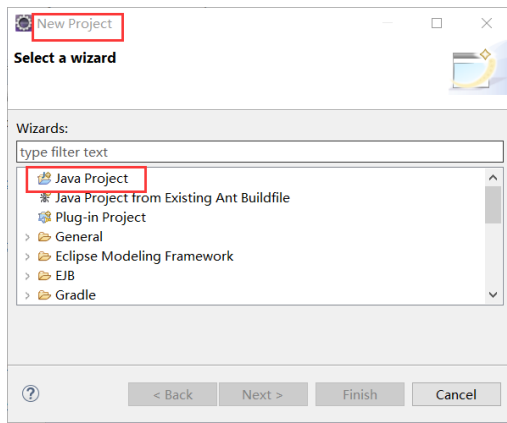 New Project
Select a wizard
Wizards:
type filter text
Java Project
Java Project from Existing Ant Buildfile
Plug-in Project
> General
> Eclipse Modeling Framework
> EJB
> Gradle
? < Back Next > Finish Cancel